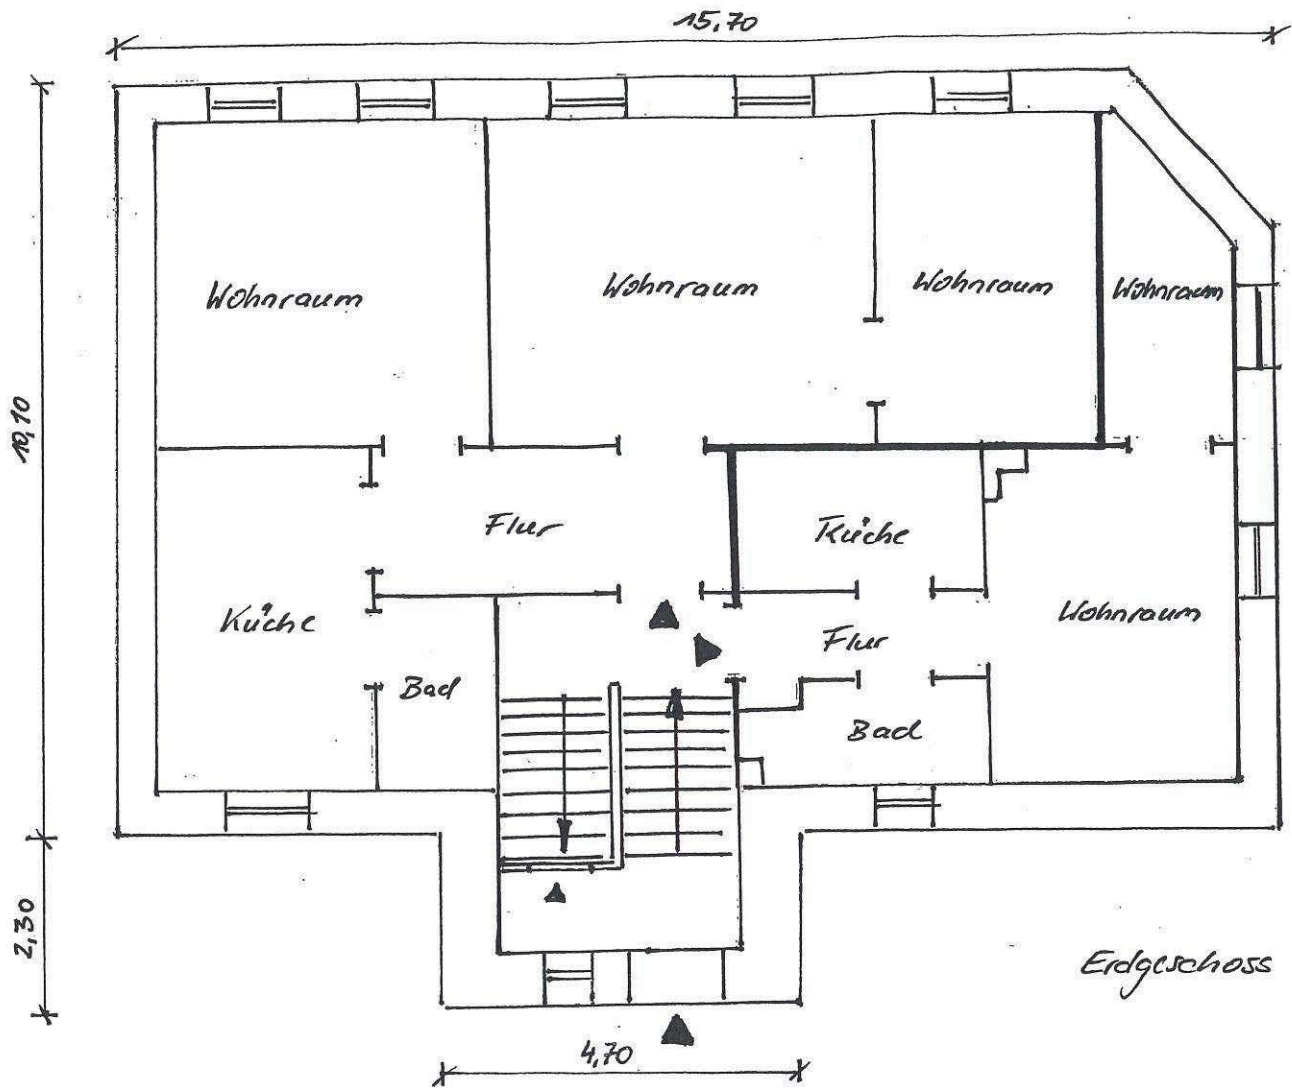 15,70
Wohnraum
Wohnraum
Wohnraum
Wohnraum
10,10
Flur
Küche
Küche
Flur
Wohnraum
Bad
Bad
2,30
Erdgeschoss
4,70